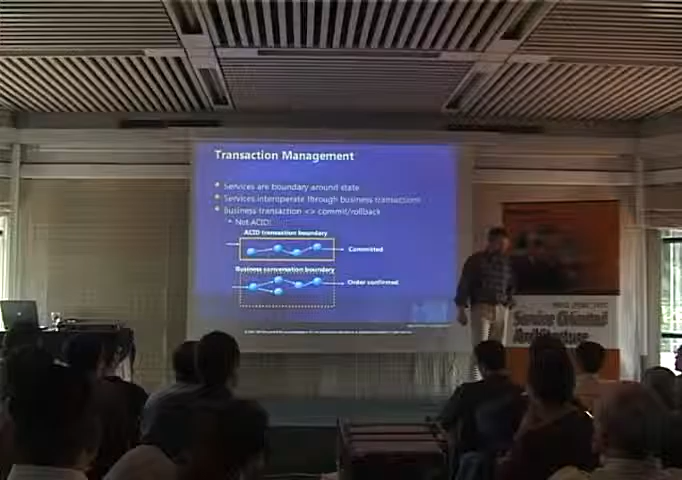 Transaction Management
Services are boundary around state
Services interoperate through business transactions
Business transaction <> commit/rollback
Not ACID!
ACID transaction boundary
Committed
Business conversation boundary
Order confirmed
Service Oriented
Architecture